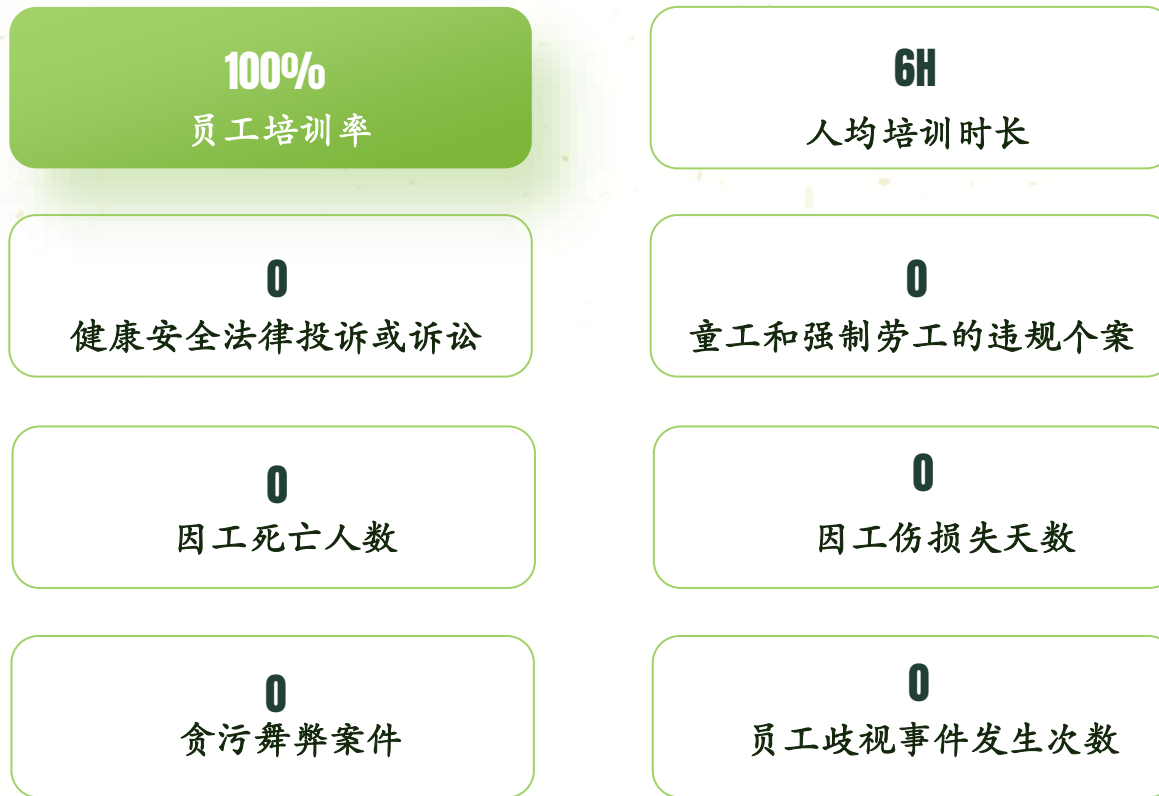 100%
员工培训率
6H
人均培训时长
0
健康安全法律投诉或诉讼
0
童工和强制劳工的违规个案
0
因工死亡人数
0
因工伤损失天数
0
贪污舞弊案件
0
员工歧视事件发生次数